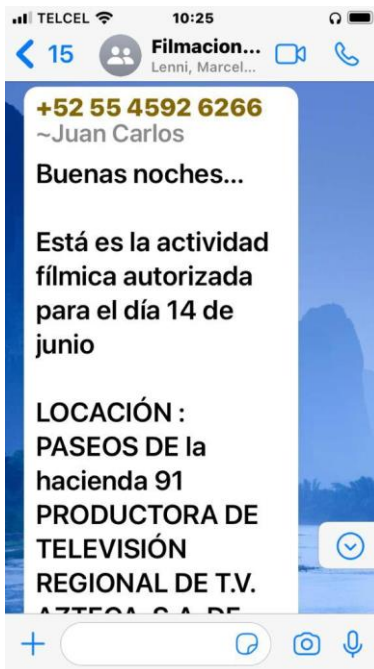 TELCEL 10:25
15 Filmacion...
Lenni, Marcel...
+52 55 4592 6266
~Juan Carlos
Buenas noches...
Está es la actividad
fílmica autorizada
para el día 14 de
junio
LOCACIÓN :
PASEOS DE la
hacienda 91
PRODUCTORA DE
TELEVISIÓN
REGIONAL DE T.V.
AZTECA, S.A. DE